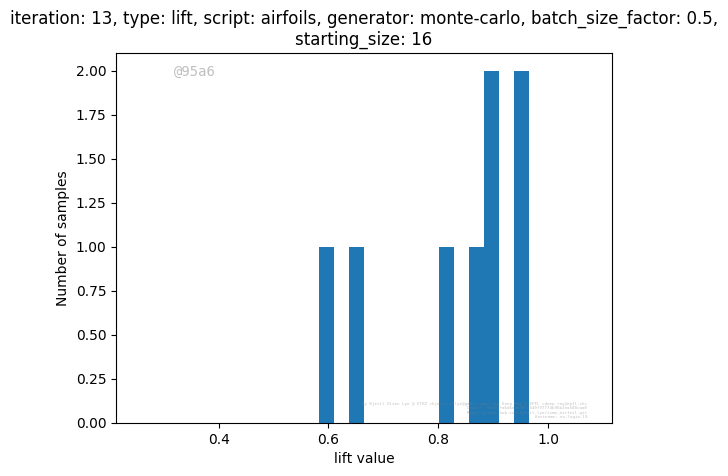 iteration: 13, type: lift, script: airfoils, generator: monte-carlo, batch_size_factor: 0.5,
starting_size: 16
@95a6
2.00
1.75
1.50
1.25
1.00
0.75
0.50
0.25
0.00
Number of samples
0.4 0.6 0.8 1.0
lift value